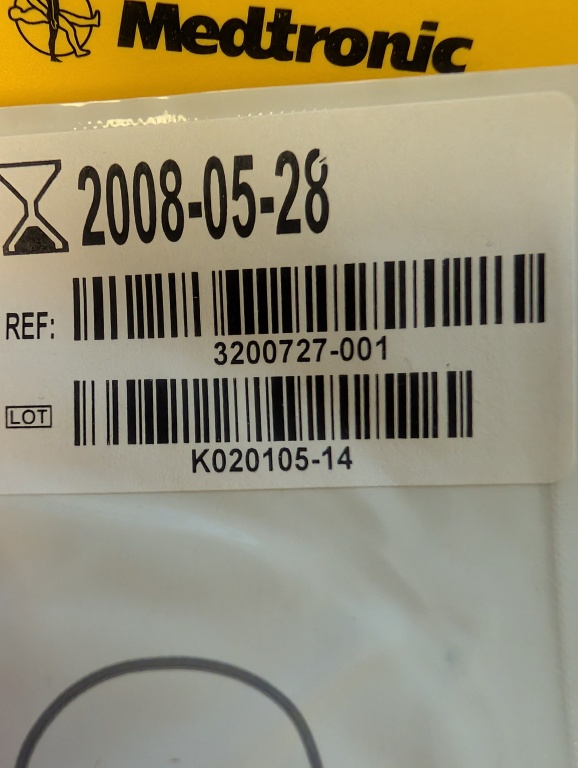 Medtronic
2008-05-28
REF:
3200727-001
LOT
K020105-14